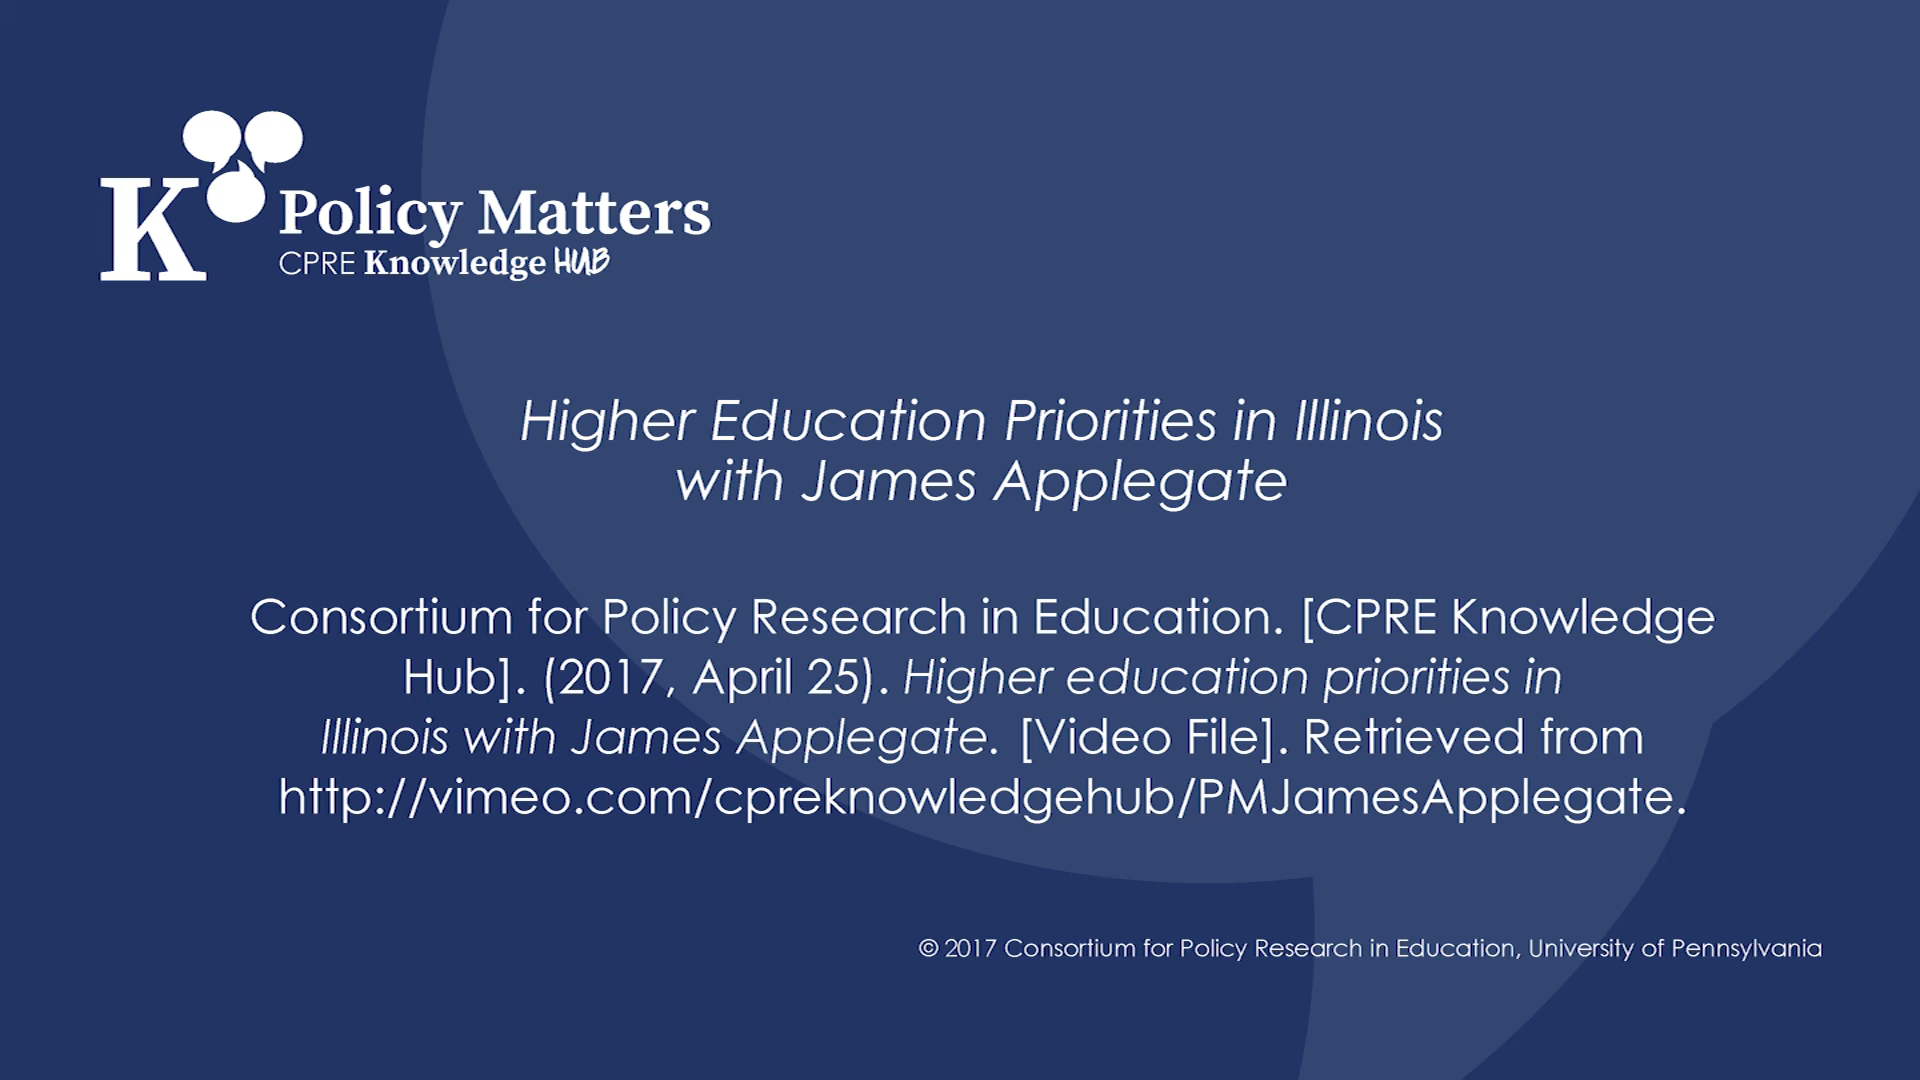 K Policy Matters
CPRE Knowledge HUB
Higher Education Priorities in Illinois
with James Applegate
Consortium for Policy Research in Education. [CPRE Knowledge
Hub]. (2017, April 25). Higher education priorities in
Illinois with James Applegate. [Video File]. Retrieved from
http://vimeo.com/cpreknowledgehub/PMJamesApplegate.
© 2017 Consortium for Policy Research in Education, University of Pennsylvania